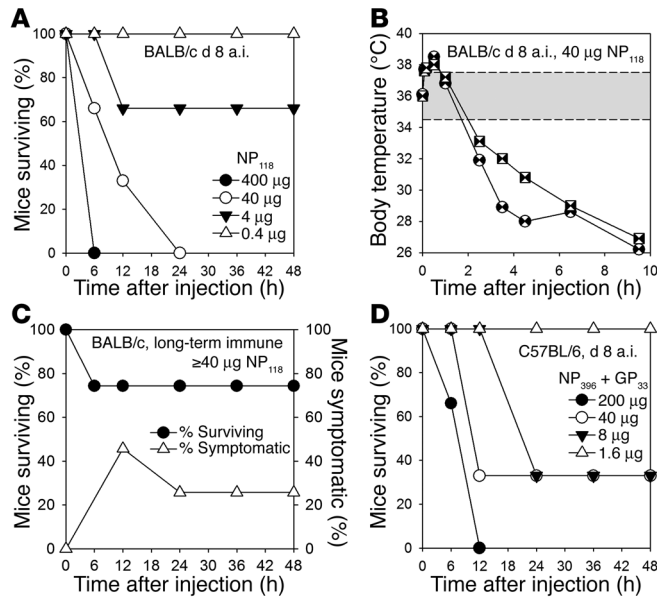 A
BALB/c d 8 a.i.
Mice surviving (%)
100
80
60
40
20
0
NP118
400 µg
40 µg
4 µg
0.4 µg
0 6 12 18 24 30 36 42 48
Time after injection (h)
B
BALB/c d 8 a.i., 40 µg NP118
Body temperature (°C)
42
40
38
36
34
32
30
28
26
0 2 4 6 8 10
Time after injection (h)
C
BALB/c, long-term immune
≥40 µg NP118
Mice surviving (%)
100
80
60
40
20
0
% Surviving
% Symptomatic
100
80
60
40
20
0
Mice symptomatic (%)
0 6 12 18 24 30 36 42 48
Time after injection (h)
D
C57BL/6, d 8 a.i.
Mice surviving (%)
100
80
60
40
20
0
NP396 + GP33
200 µg
40 µg
8 µg
1.6 µg
0 6 12 18 24 30 36 42 48
Time after injection (h)